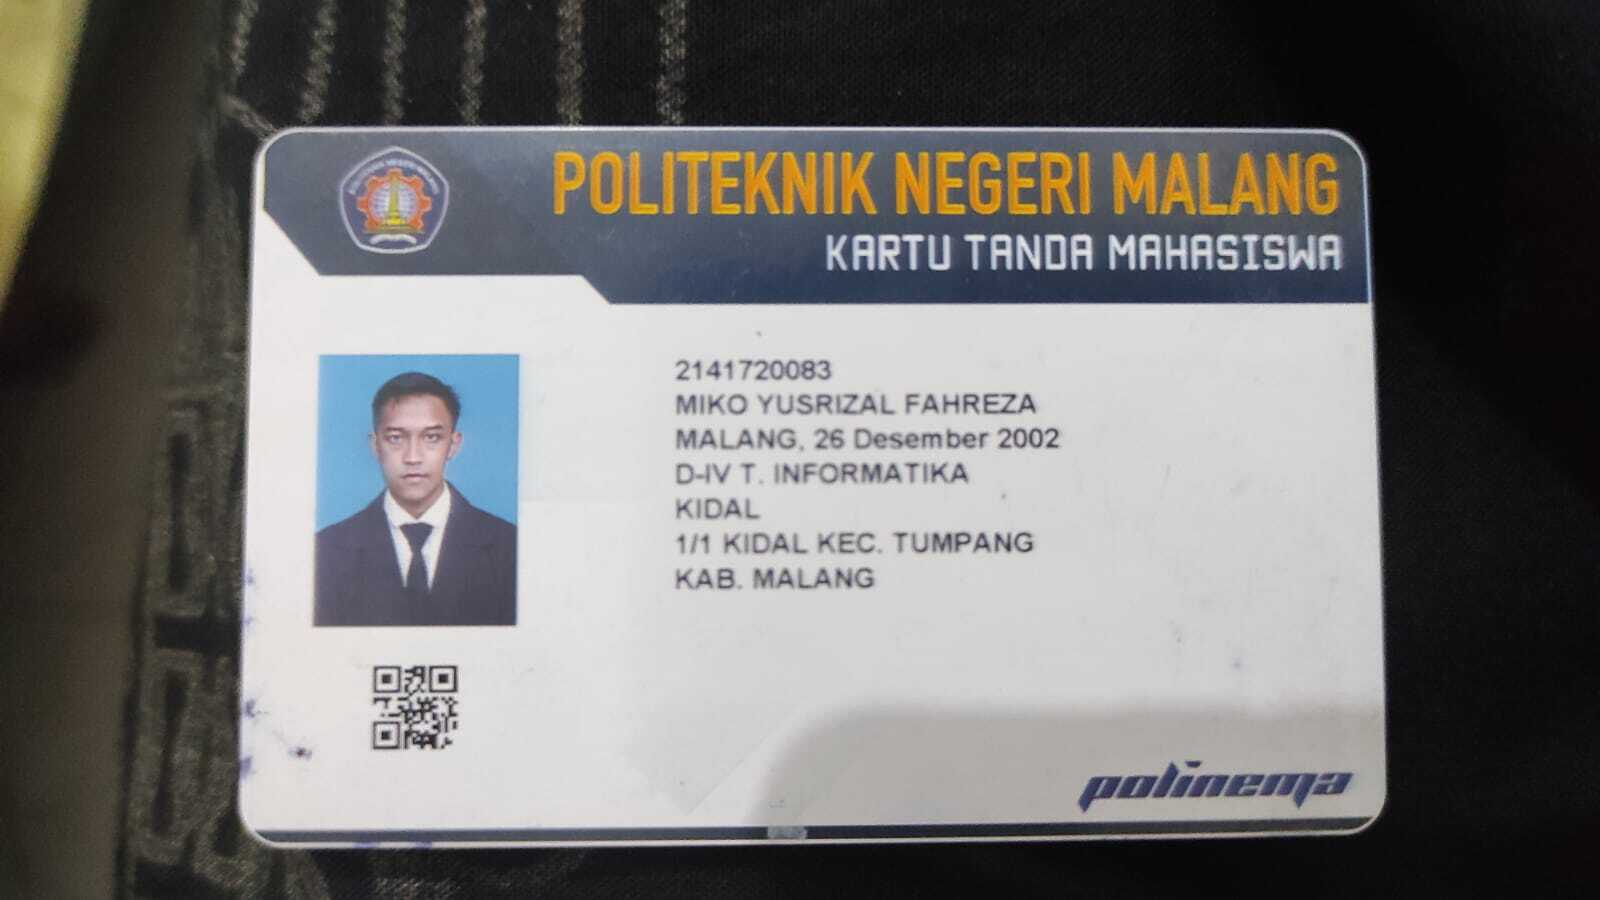 POLITEKNIK NEGERI MALANG
KARTU TANDA MAHASISWA
2141720083
MIKO YUSRIZAL FAHREZA
MALANG, 26 Desember 2002
D-IV T. INFORMATIKA
KIDAL
1/1 KIDAL KEC. TUMPANG
KAB. MALANG
polinema